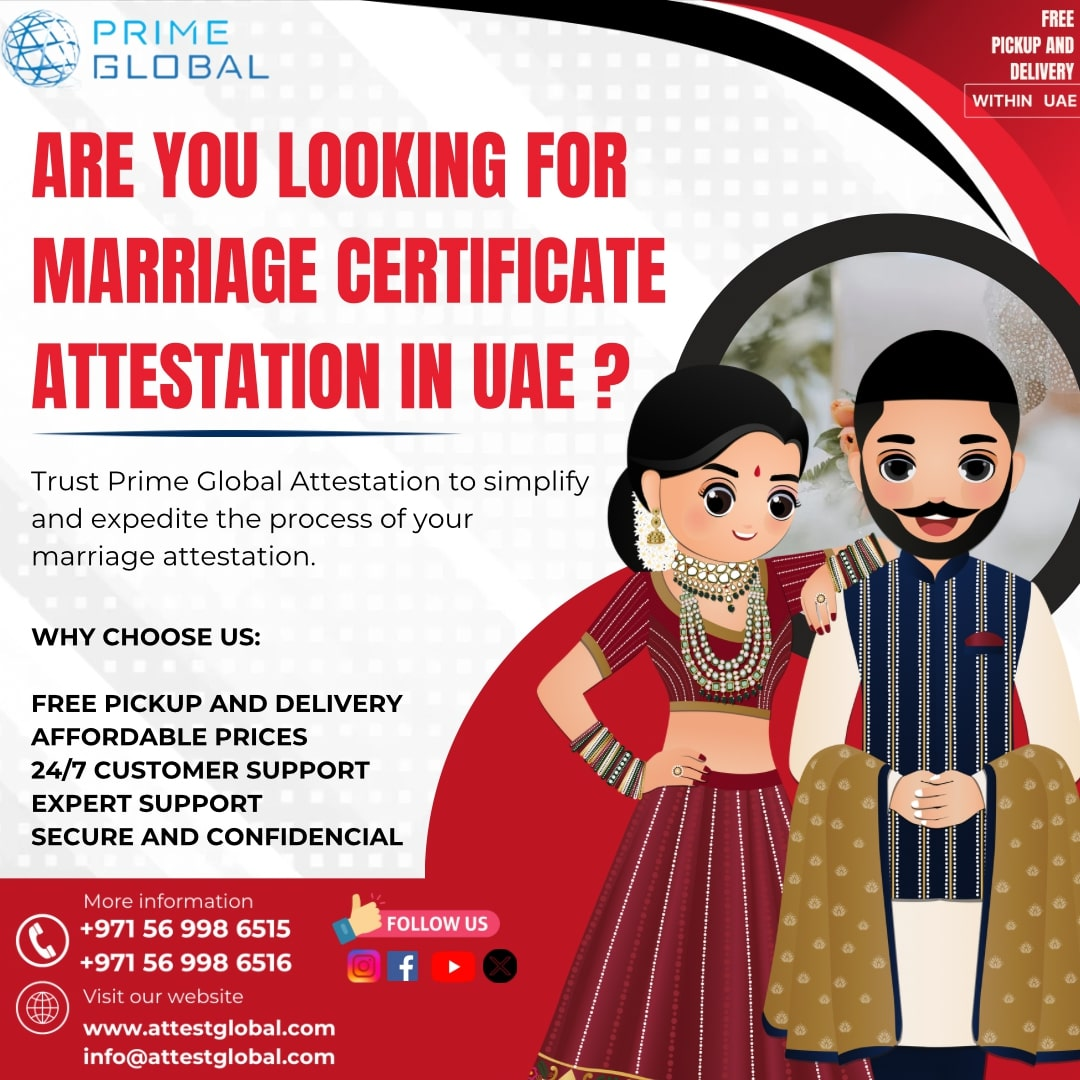 PRIME
GLOBAL
FREE
PICKUP AND
DELIVERY
WITHIN UAE
ARE YOU LOOKING FOR
MARRIAGE CERTIFICATE
ATTESTATION IN UAE ?
Trust Prime Global Attestation to simplify
and expedite the process of your
marriage attestation.
WHY CHOOSE US:
FREE PICKUP AND DELIVERY
AFFORDABLE PRICES
24/7 CUSTOMER SUPPORT
EXPERT SUPPORT
SECURE AND CONFIDENCIAL
More information
+971 56 998 6515
+971 56 998 6516
FOLLOW US
Visit our website
www.attestglobal.com
info@attestglobal.com